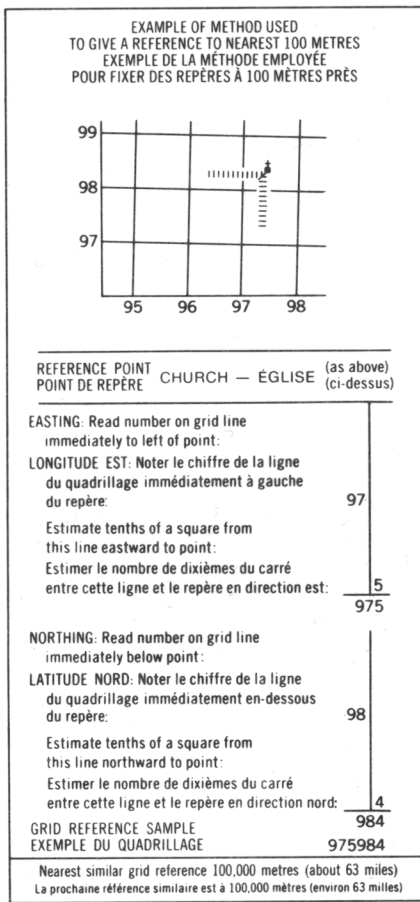 EXAMPLE OF METHOD USED
TO GIVE A REFERENCE TO NEAREST 100 METRES
EXEMPLE DE LA MÉTHODE EMPLOYÉE
POUR FIXER DES REPÈRES À 100 MÈTRES PRÈS
99
98
97
95 96 97 98
REFERENCE POINT
POINT DE REPÈRE
CHURCH — ÉGLISE
(as above)
(ci-dessus)
EASTING: Read number on grid line
immediately to left of point:
LONGITUDE EST: Noter le chiffre de la ligne
du quadrillage immédiatement à gauche
du repère: 97
Estimate tenths of a square from
this line eastward to point:
Estimer le nombre de dixièmes du carré
entre cette ligne et le repère en direction est: 5
975
NORTHING: Read number on grid line
immediately below point:
LATITUDE NORD: Noter le chiffre de la ligne
du quadrillage immédiatement en-dessous
du repère: 98
Estimate tenths of a square from
this line northward to point:
Estimer le nombre de dixièmes du carré
entre cette ligne et le repère en direction nord: 4
GRID REFERENCE SAMPLE 984
EXEMPLE DU QUADRILLAGE 975984
Nearest similar grid reference 100,000 metres (about 63 miles)
La prochaine référence similaire est à 100,000 mètres (environ 63 milles)